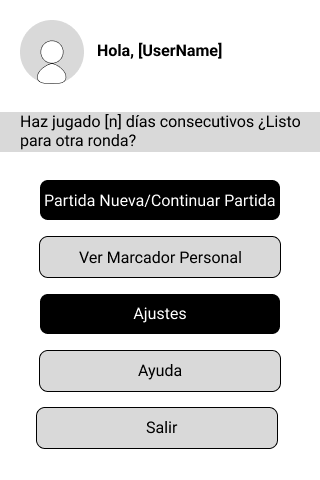 Hola, [UserName]
Haz jugado [n] días consecutivos ¿Listo
para otra ronda?
Partida Nueva/Continuar Partida
Ver Marcador Personal
Ajustes
Ayuda
Salir